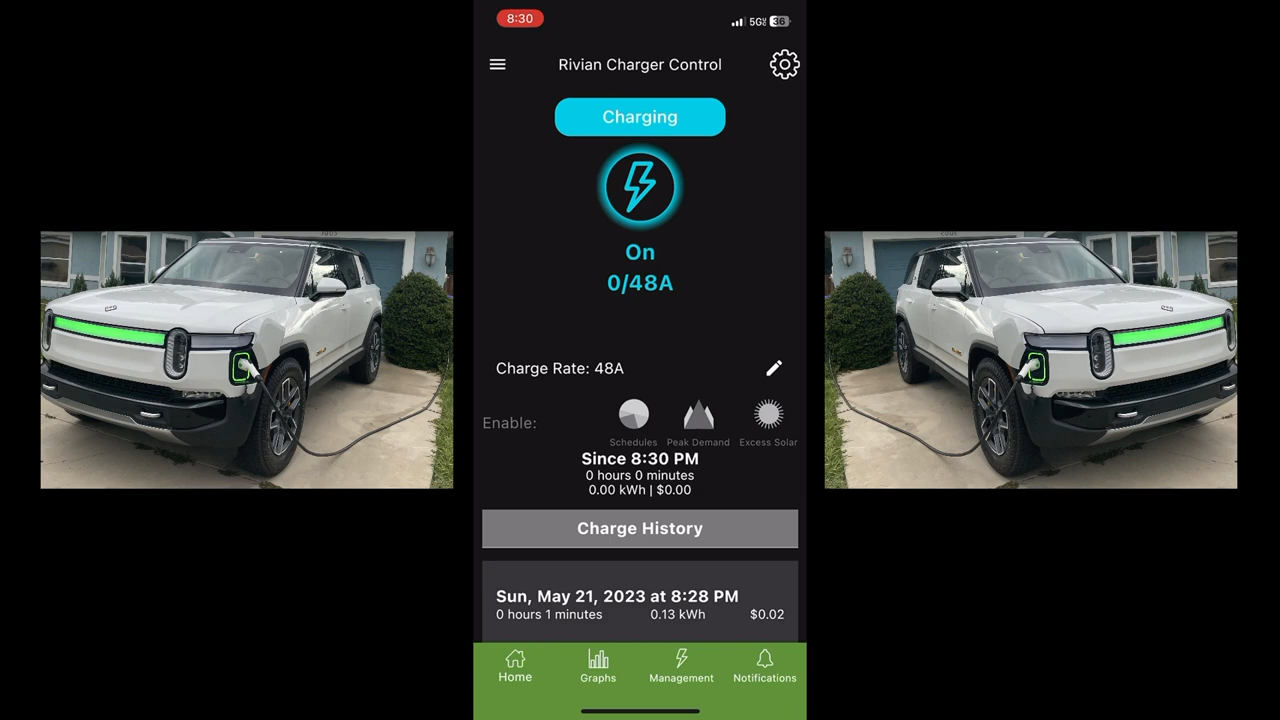 8:30
5G 36
Rivian Charger Control
Charging
On
0/48A
Charge Rate: 48A
Enable:
Schedules Peak Demand Excess Solar
Since 8:30 PM
0 hours 0 minutes
0.00 kWh | $0.00
Charge History
Sun, May 21, 2023 at 8:28 PM
0 hours 1 minutes 0.13 kWh $0.02
Home Graphs Management Notifications